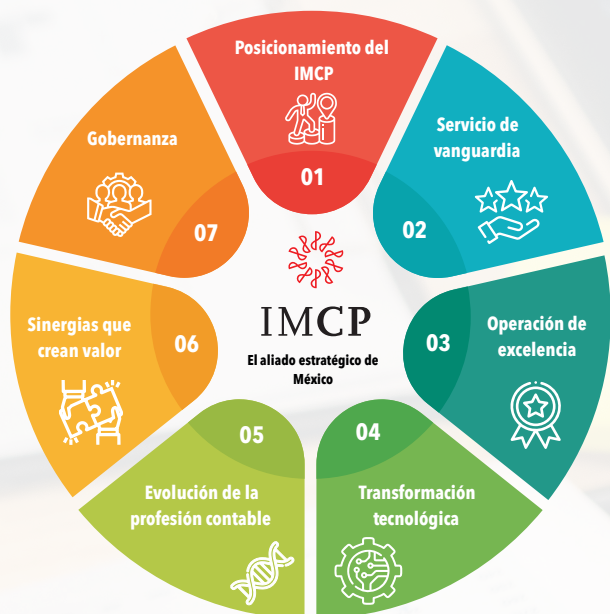 Posicionamiento del
IMCP
01
Servicio de
vanguardia
02
Operación de
excelencia
03
Transformación
tecnológica
04
Evolución de la
profesión contable
05
Sinergias que
crean valor
06
Gobernanza
07
IMCP
El aliado estratégico de
México